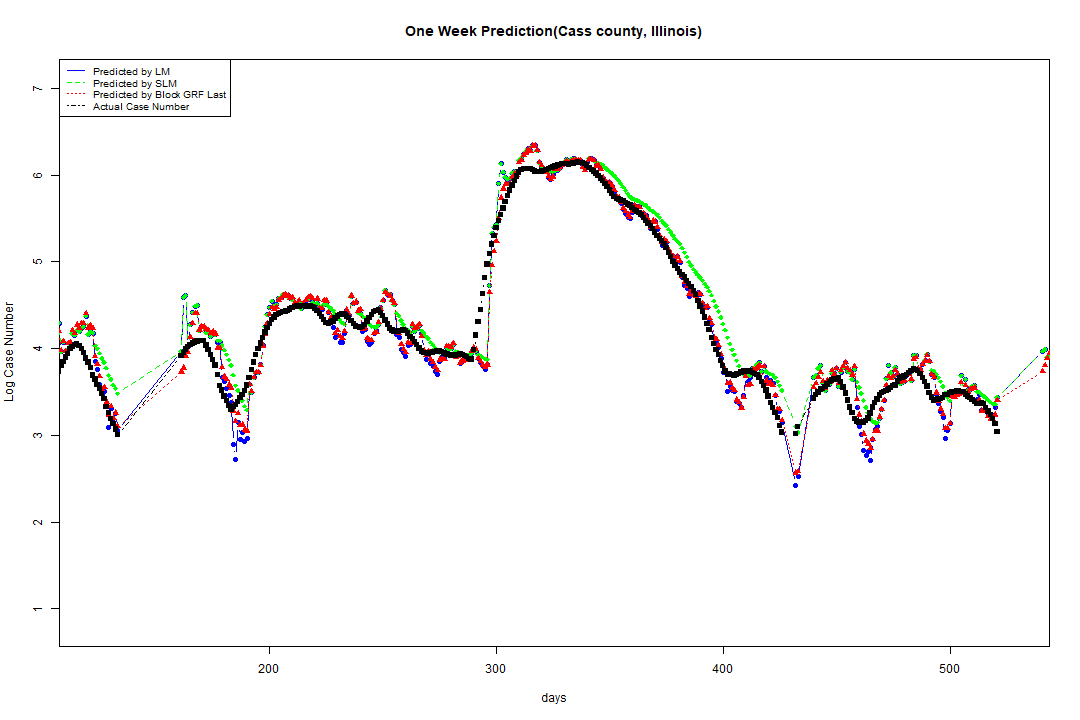 One Week Prediction(Cass county, Illinois)
Predicted by LM
Predicted by SLM
Predicted by Block GRF Last
Actual Case Number
7
6
5
4
3
2
1
Log Case Number
200
300
400
500
days